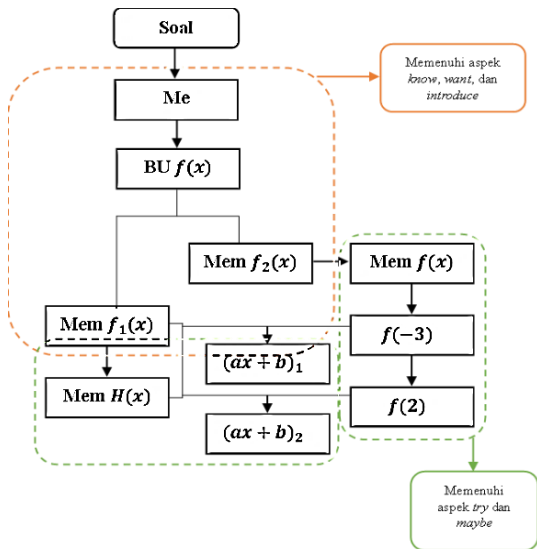 Soal
Memenuhi aspek
know, want, dan
introduce
Me
BU f(x)
Mem f₂(x)
Mem f(x)
Mem f₁(x)
f(−3)
(ax + b)₁
Mem H(x)
f(2)
(ax + b)₂
Memenuhi
aspek try dan
maybe